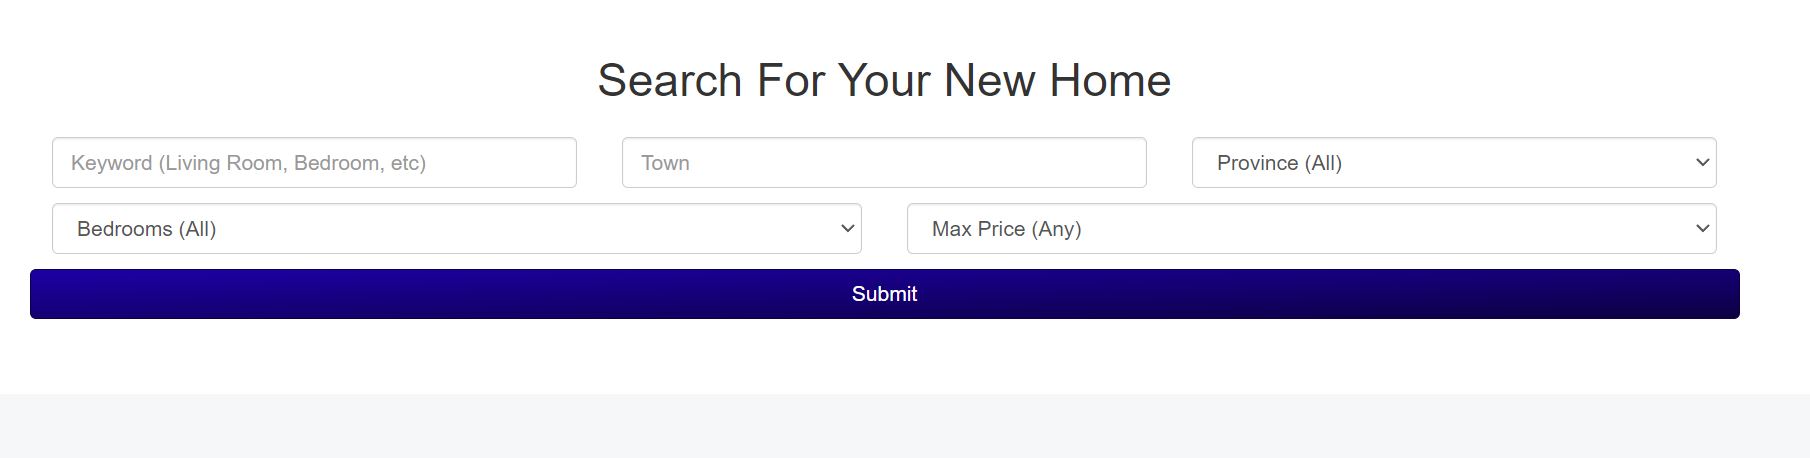 Search For Your New Home
Keyword (Living Room, Bedroom, etc)
Town
Province (All)
Bedrooms (All)
Max Price (Any)
Submit